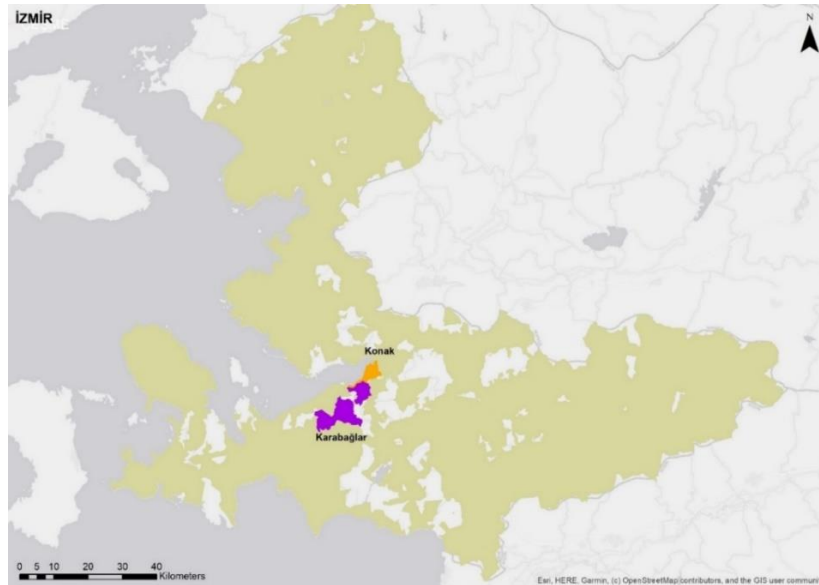 İZMİR
N
Konak
Karabağlar
0 5 10 20 30 40
Kilometers
Esri, HERE, Garmin, (c) OpenStreetMap contributors, and the GIS user